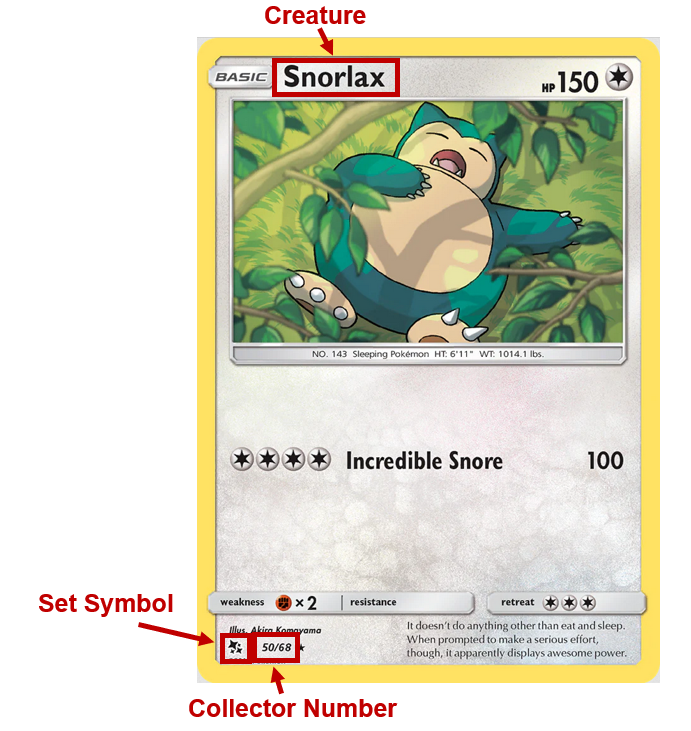 Creature
BASIC Snorlax HP 150
NO. 143 Sleeping Pokémon HT: 6'11" WT: 1014.1 lbs.
Incredible Snore 100
weakness ×2 resistance retreat
Set Symbol
Illus. Akira Komayama
50/68
It doesn't do anything other than eat and sleep.
When prompted to make a serious effort,
though, it apparently displays awesome power.
Collector Number